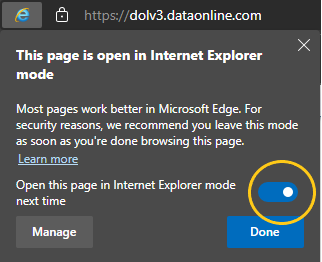 https://dolv3.dataonline.com
This page is open in Internet Explorer
mode
Most pages work better in Microsoft Edge. For
security reasons, we recommend you leave this mode
as soon as you're done browsing this page.
Learn more
Open this page in Internet Explorer mode
next time
Manage Done